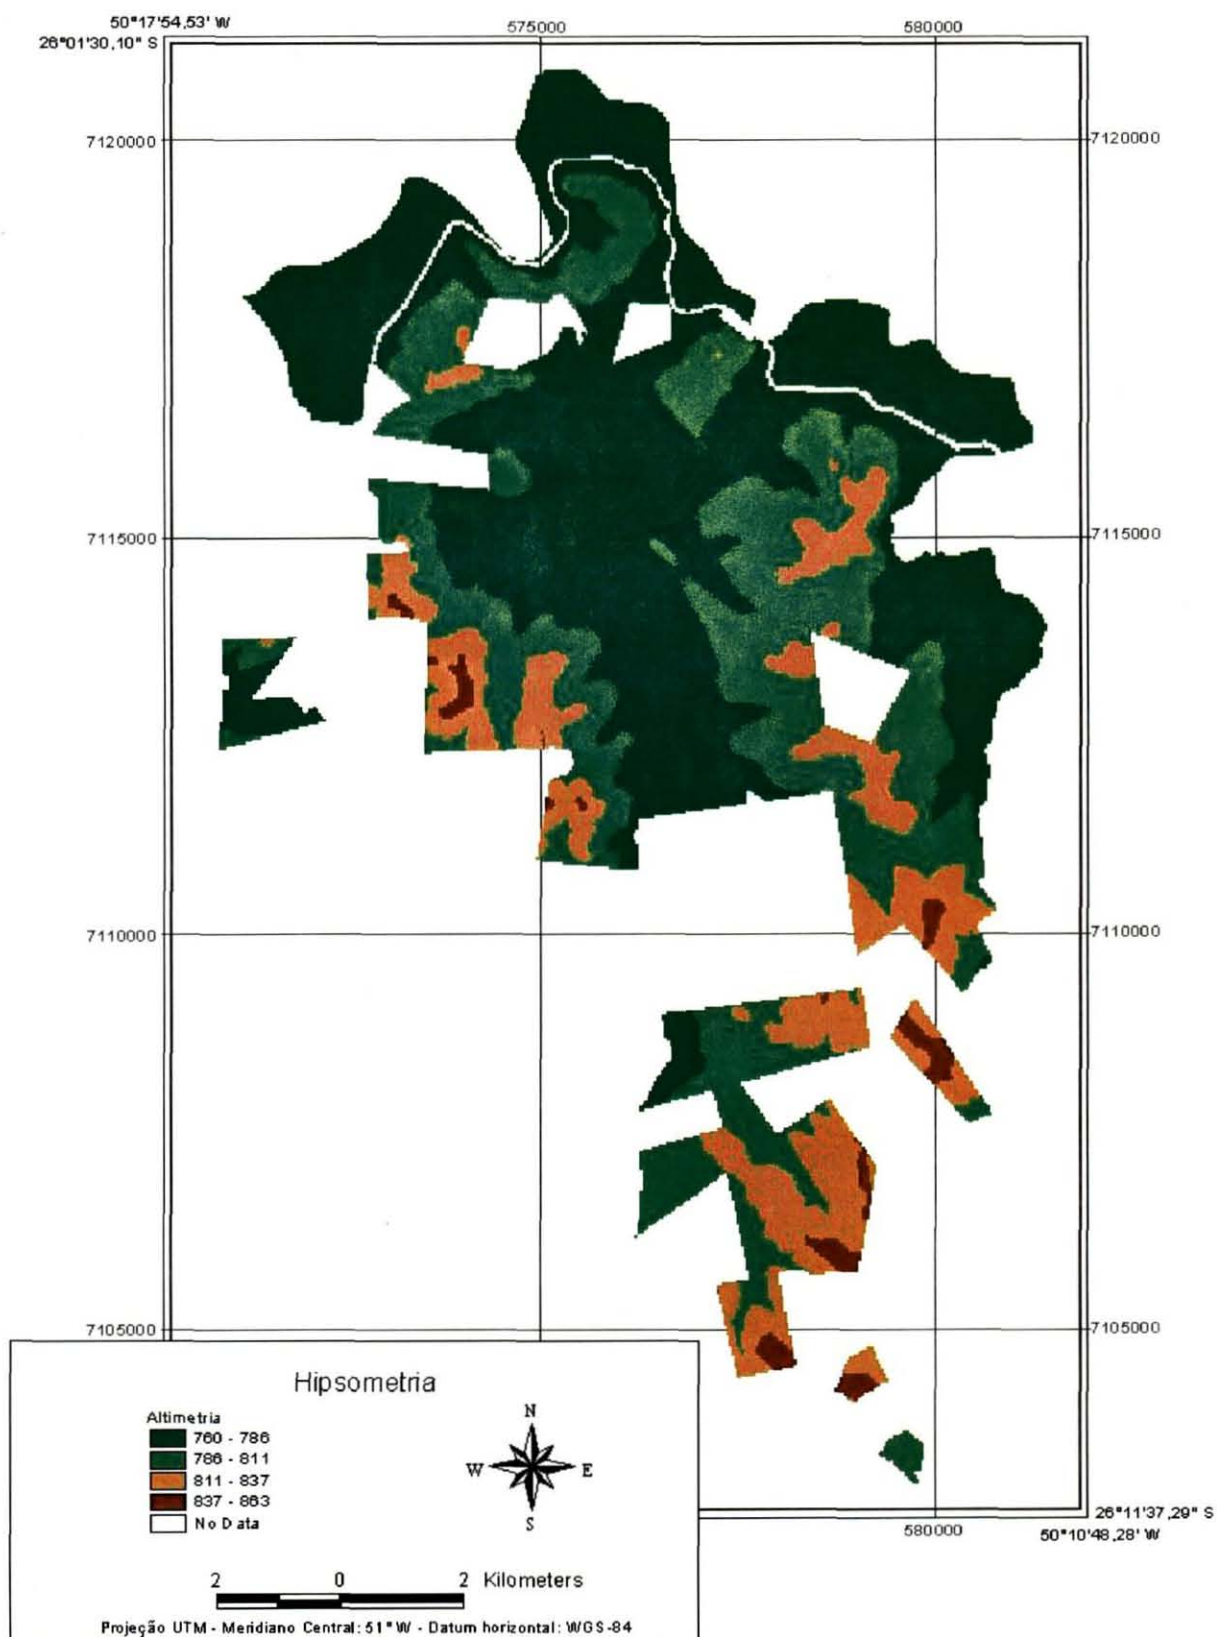 50°17'54,53' W
26°01'30,10" S
575000
580000
7120000
7120000
7115000
7115000
7110000
7110000
7105000
7105000
Hipsometria
Altimetria
760 - 786
786 - 811
811 - 837
837 - 863
No Data
N
W
E
S
2 0 2 Kilometers
Projeção UTM - Meridiano Central: 51° W - Datum horizontal: WGS-84
26°11'37,29" S
580000
50°10'48,28' W